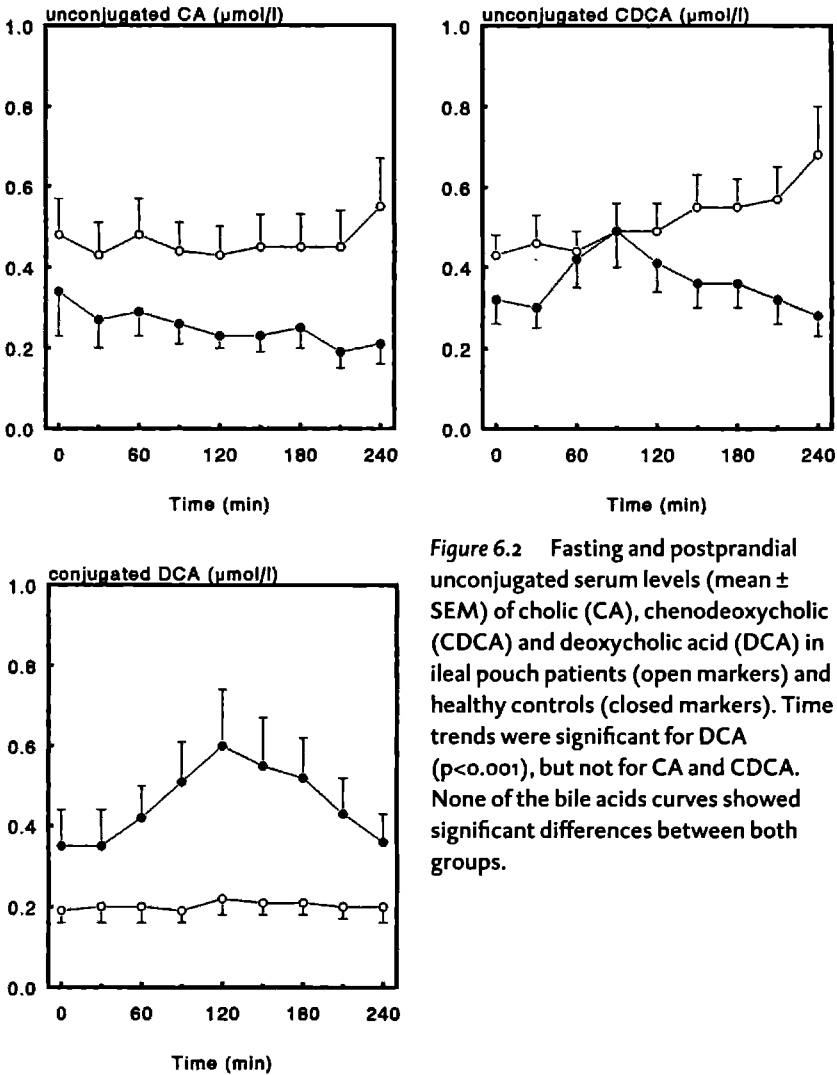 unconjugated CA (μmol/l)
1.0
0.8
0.6
0.4
0.2
0.0
0 60 120 180 240
Time (min)
unconjugated CDCA (μmol/l)
1.0
0.8
0.6
0.4
0.2
0.0
0 60 120 180 240
Time (min)
conjugated DCA (μmol/l)
1.0
0.8
0.6
0.4
0.2
0.0
0 60 120 180 240
Time (min)
Figure 6.2 Fasting and postprandial
unconjugated serum levels (mean ±
SEM) of cholic (CA), chenodeoxycholic
(CDCA) and deoxycholic acid (DCA) in
ileal pouch patients (open markers) and
healthy controls (closed markers). Time
trends were significant for DCA
(p<0.001), but not for CA and CDCA.
None of the bile acids curves showed
significant differences between both
groups.